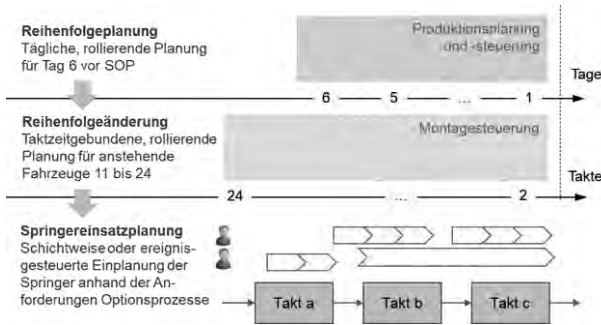 Reihenfolgeplanung
Tägliche, rollierende Planung
für Tag 6 vor SOP
Produktionsplanung
und -steuerung
Tage
6 5 ... 1
Reihenfolgeänderung
Taktzeitgebundene, rollierende
Planung für anstehende
Fahrzeuge 11 bis 24
Montagesteuerung
Takte
24 ... 2
Springereinsatzplanung
Schichtweise oder ereignis-
gesteuerte Einplanung der
Springer anhand der An-
forderungen Optionsprozesse
Takt a Takt b Takt c